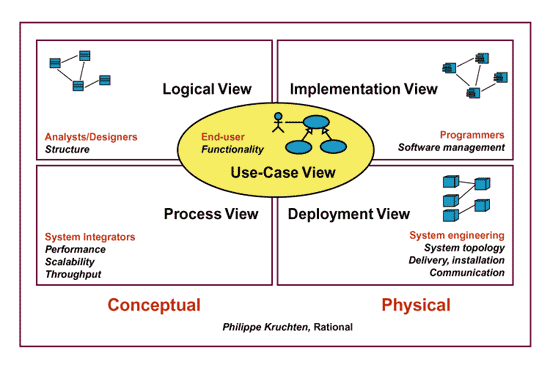 Logical View
Analysts/Designers
Structure
Implementation View
Programmers
Software management
End-user
Functionality
Use-Case View
Process View
System Integrators
Performance
Scalability
Throughput
Deployment View
System engineering
System topology
Delivery, installation
Communication
Conceptual
Physical
Philippe Kruchten, Rational